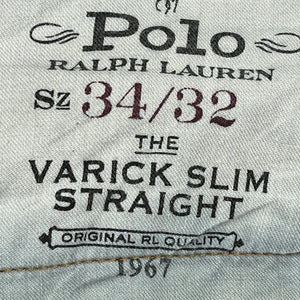 Polo
RALPH LAUREN
Sz 34/32
THE
VARICK SLIM
STRAIGHT
ORIGINAL RL QUALITY
1967